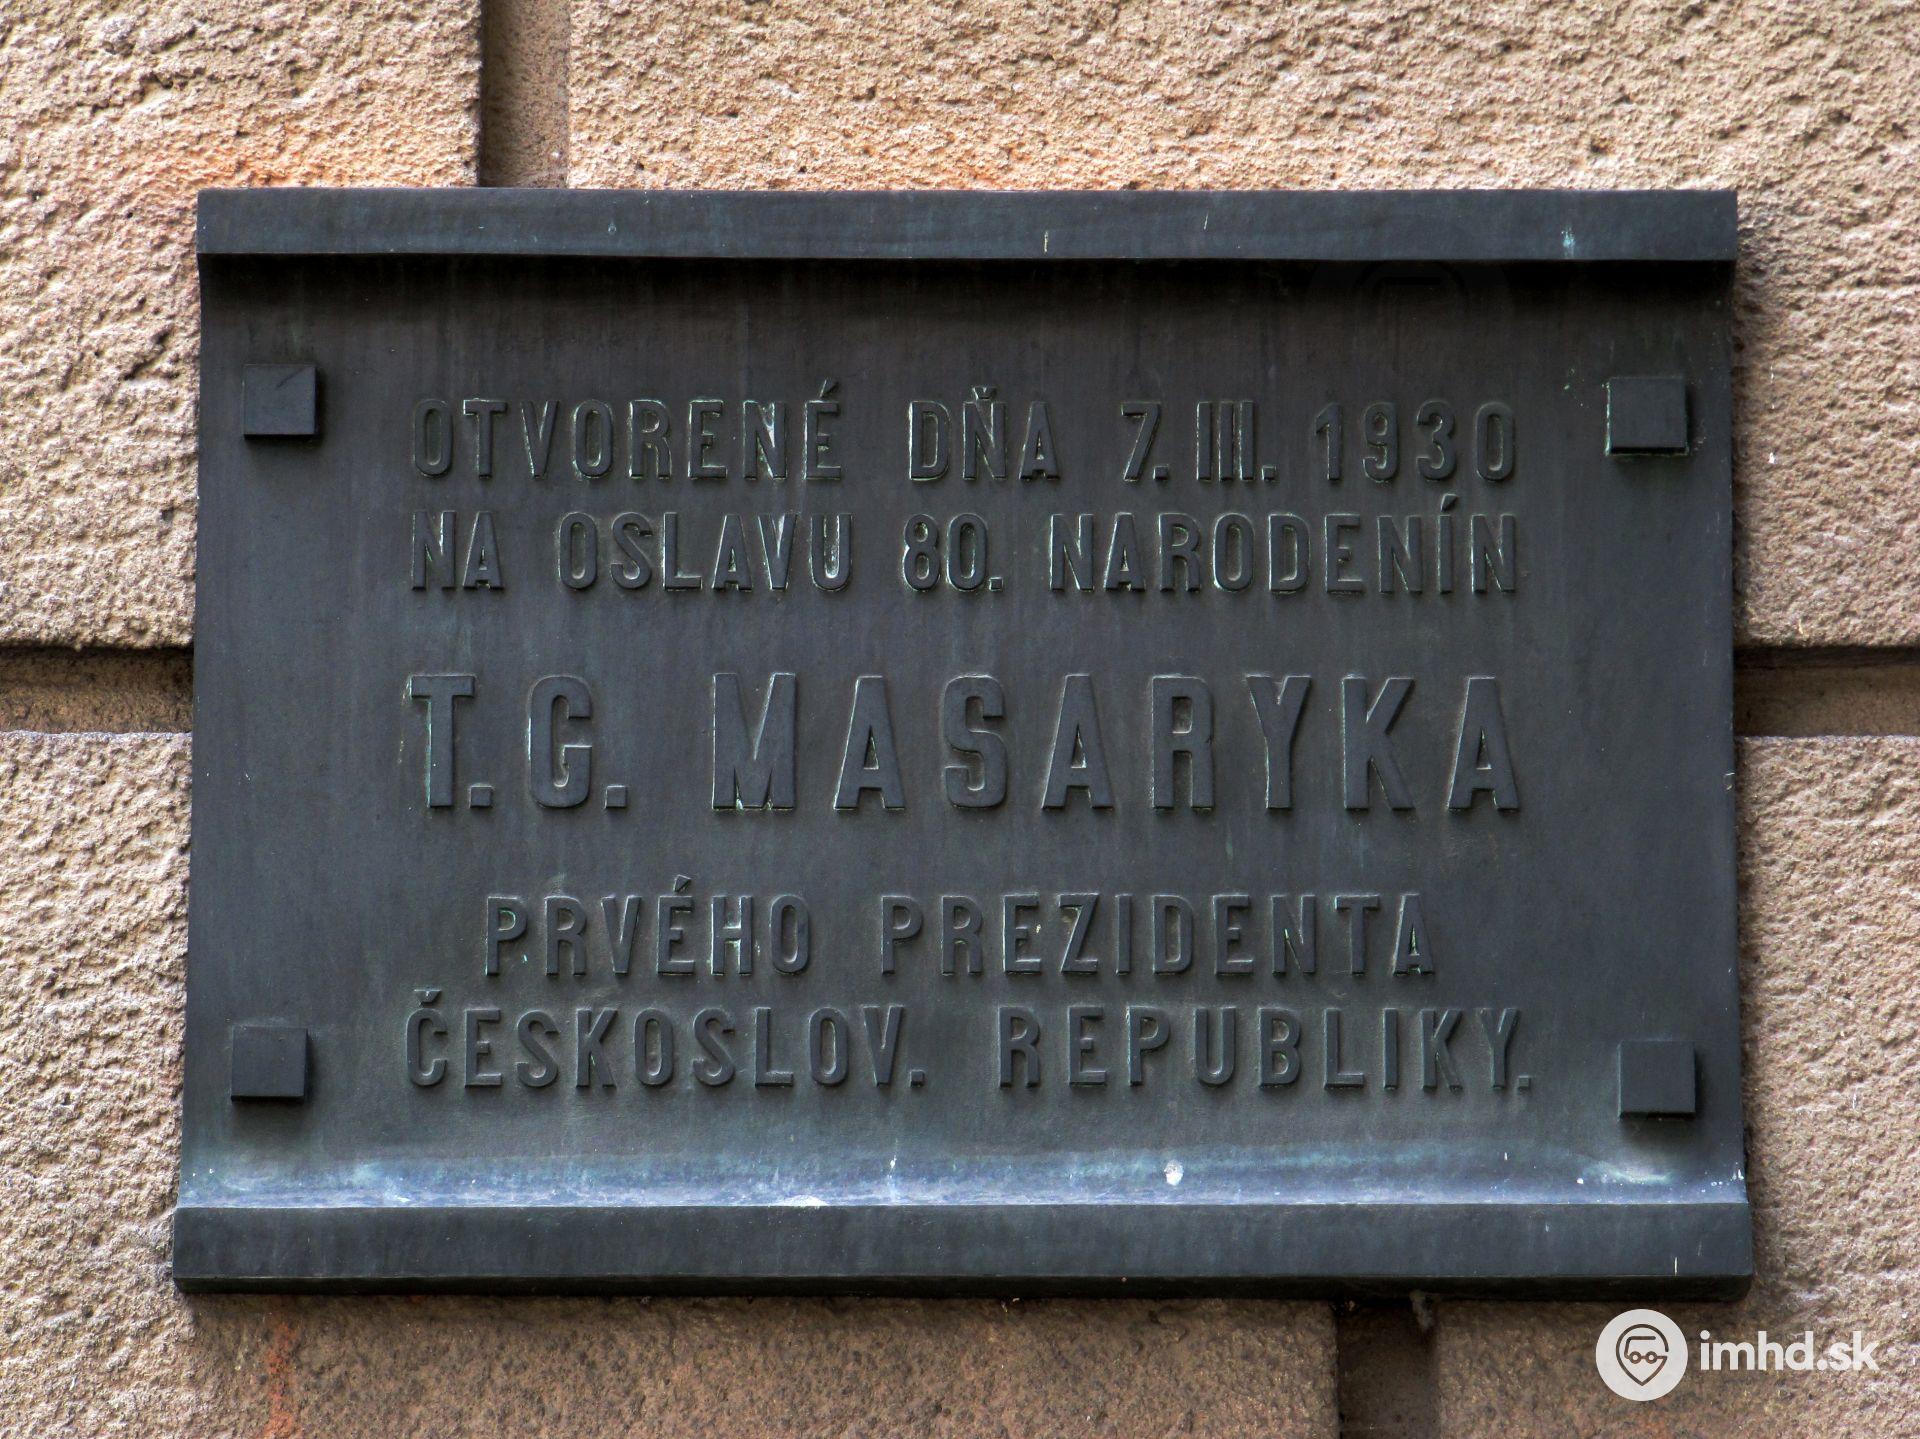 OTVORENÉ DŇA 7. III. 1930
NA OSLAVU 80. NARODENÍN
T. G. MASARYKA
PRVÉHO PREZIDENTA
ČESKOSLOV. REPUBLIKY.
imhd.sk